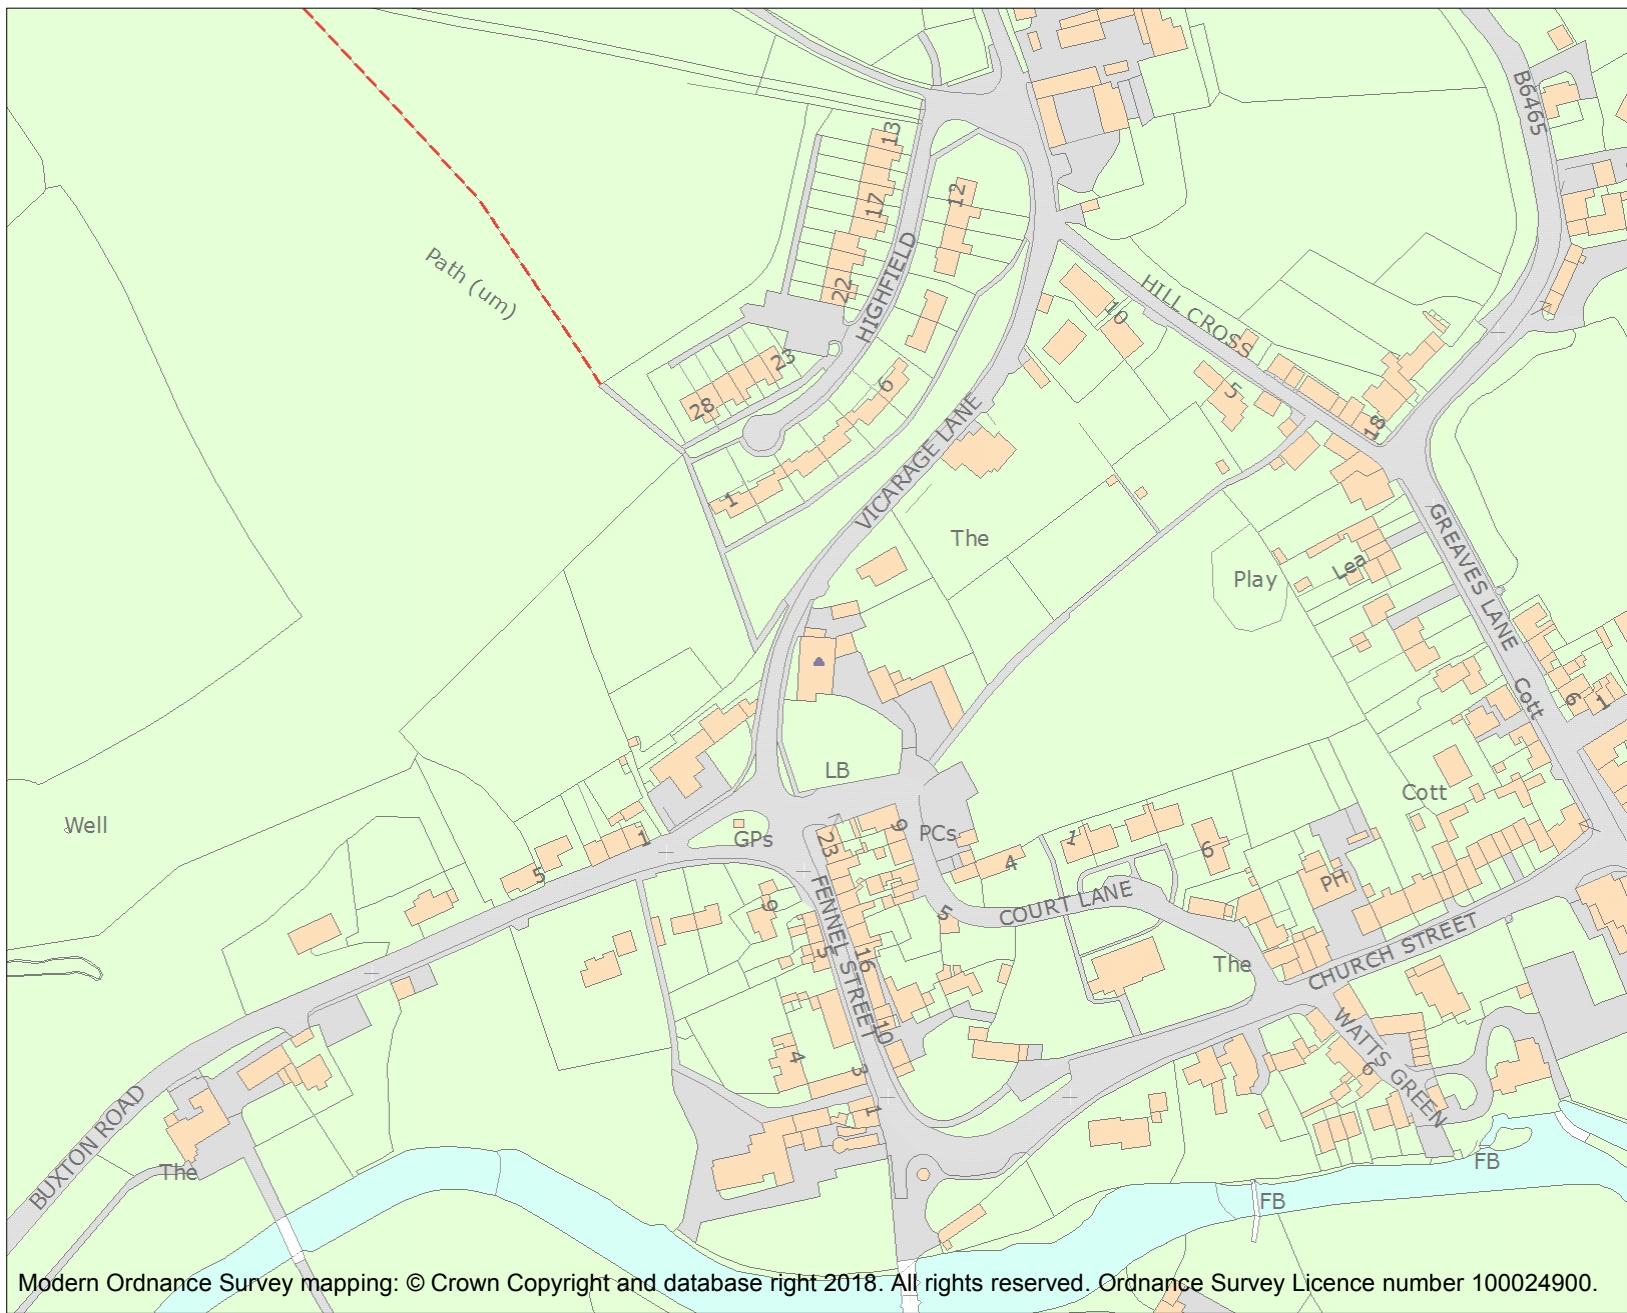 B6465
13
17
12
Path (um)
HIGHFIELD
22
HILL CROSS
10
23
28
6
5
18
VICARAGE LANE
1
The
Play
Lea
GREAVES LANE
Cott
6
1
LB
Cott
Well
GPs
23
9
PCs
1
5
4
1
6
PH
COURT LANE
5
FENNEL STREET
9
5
16
The
CHURCH STREET
10
4
3
1
WATTS GREEN
6
BUXTON ROAD
The
FB
FB
Modern Ordnance Survey mapping: © Crown Copyright and database right 2018. All rights reserved. Ordnance Survey Licence number 100024900.